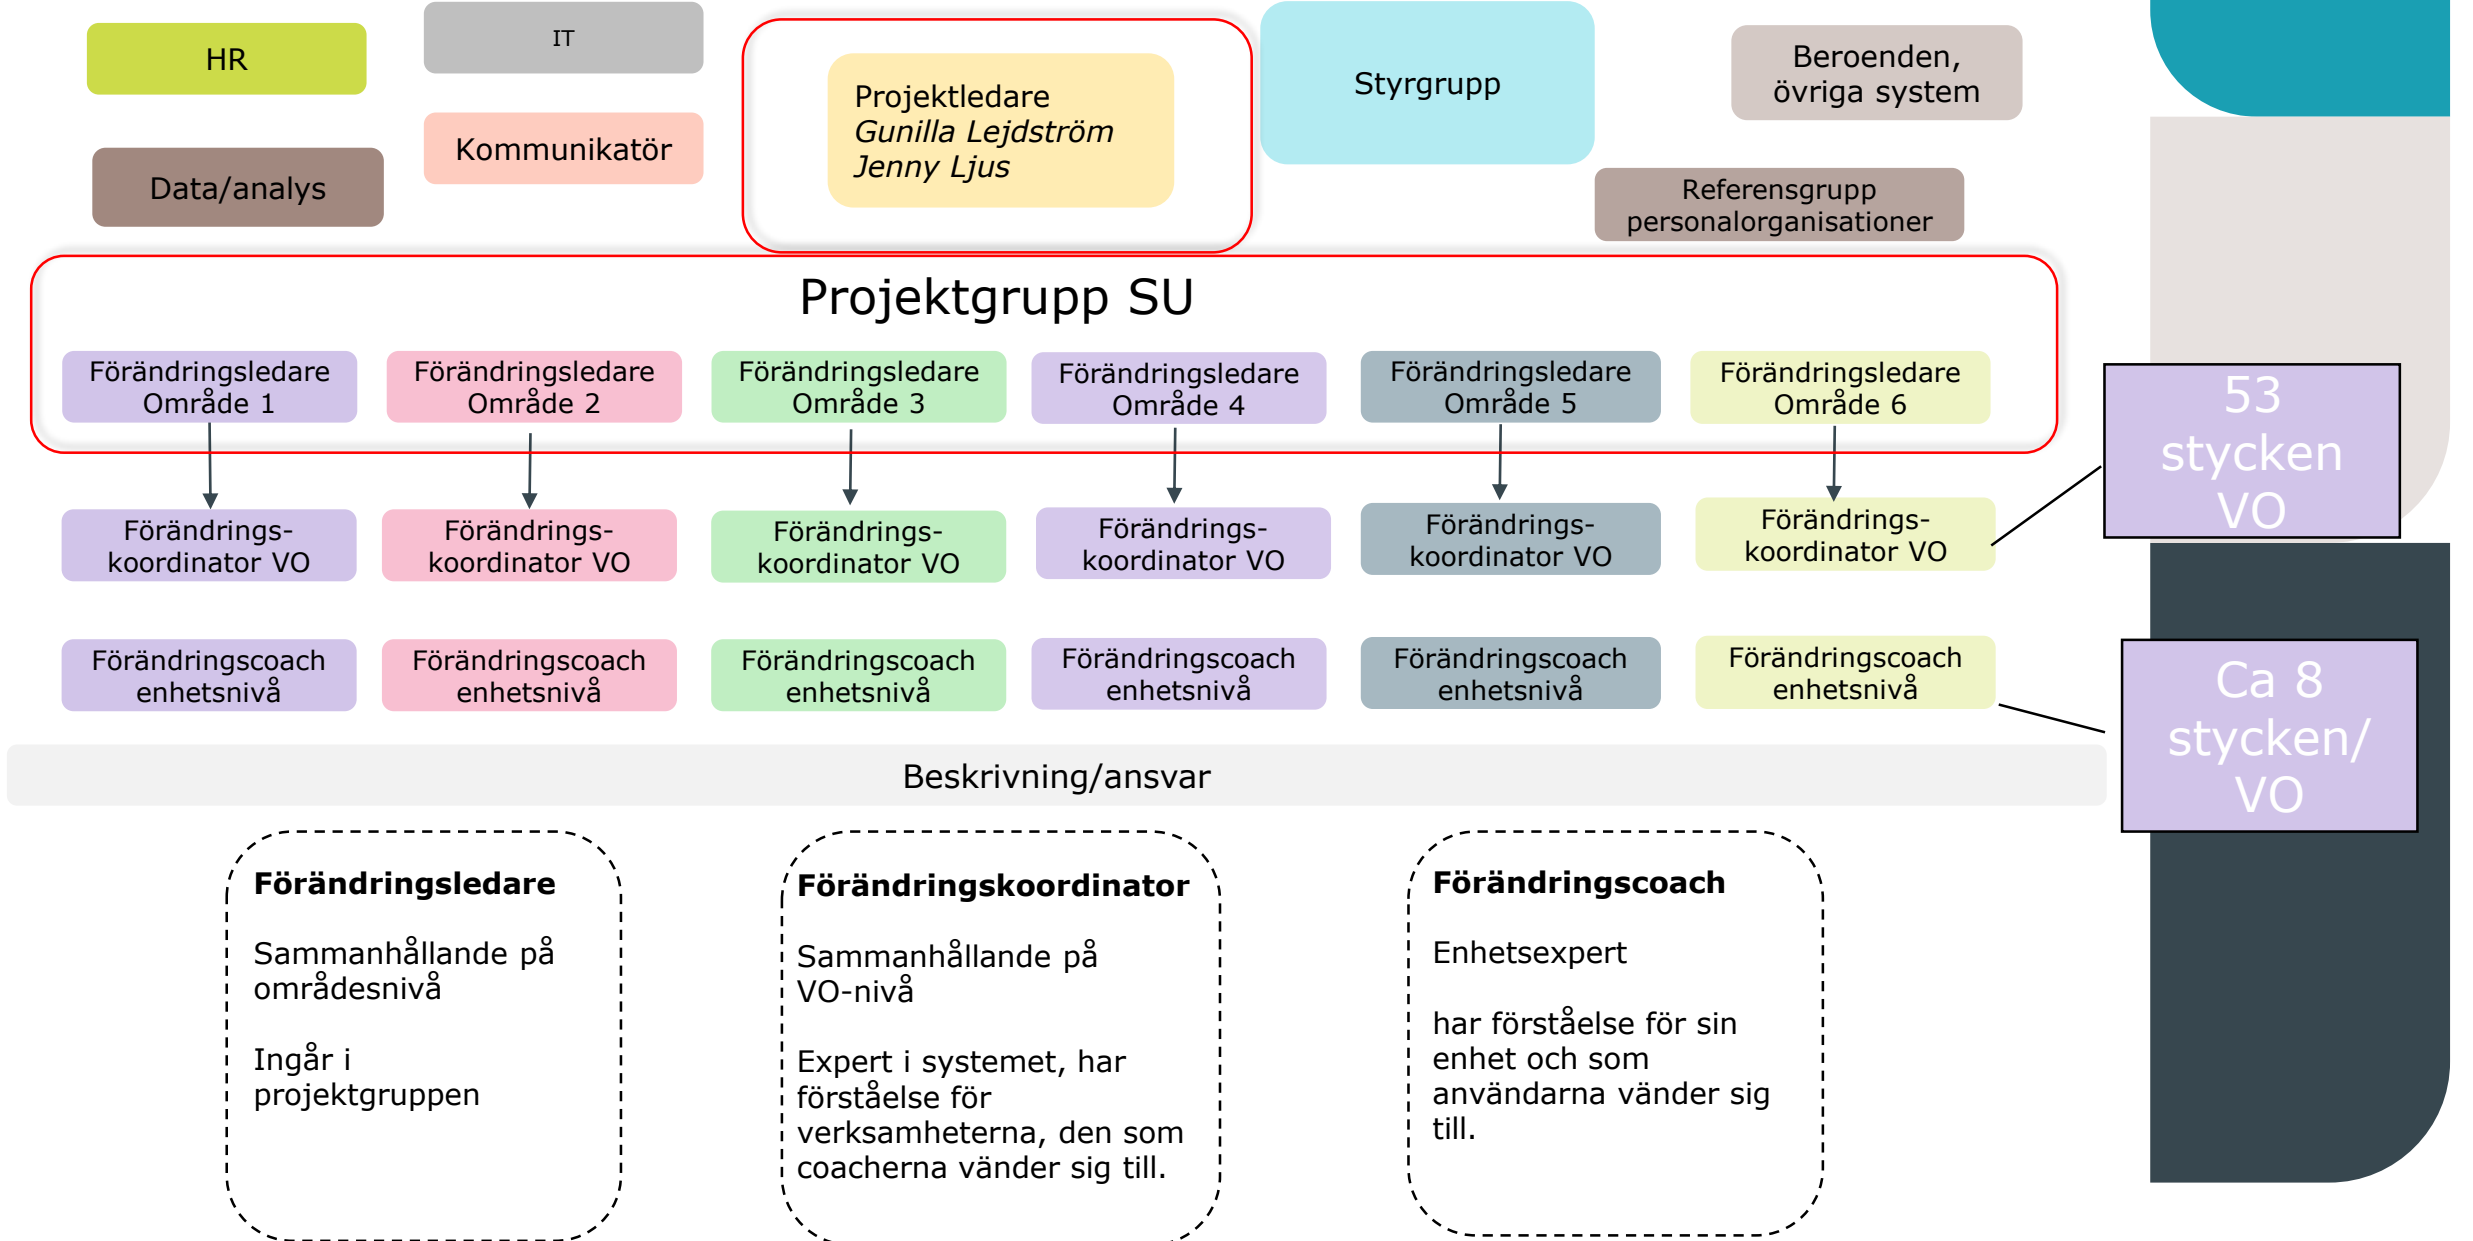 HR
IT
Data/analys
Kommunikatör
Projektledare
Gunilla Lejdström
Jenny Ljus
Styrgrupp
Beroenden,
övriga system
Referensgrupp
personalorganisationer
Projektgrupp SU
Förändringsledare
Område 1
Förändringsledare
Område 2
Förändringsledare
Område 3
Förändringsledare
Område 4
Förändringsledare
Område 5
Förändringsledare
Område 6
53
stycken
VO
Förändrings-
koordinator VO
Förändrings-
koordinator VO
Förändrings-
koordinator VO
Förändrings-
koordinator VO
Förändrings-
koordinator VO
Förändrings-
koordinator VO
Förändringscoach
enhetsnivå
Förändringscoach
enhetsnivå
Förändringscoach
enhetsnivå
Förändringscoach
enhetsnivå
Förändringscoach
enhetsnivå
Förändringscoach
enhetsnivå
Ca 8
stycken/
VO
Beskrivning/ansvar
Förändringsledare
Sammanhållande på
områdesnivå
Ingår i
projektgruppen
Förändringskoordinator
Sammanhållande på
VO-nivå
Expert i systemet, har
förståelse för
verksamheterna, den som
coacherna vänder sig till.
Förändringscoach
Enhetsexpert
har förståelse för sin
enhet och som
användarna vänder sig
till.